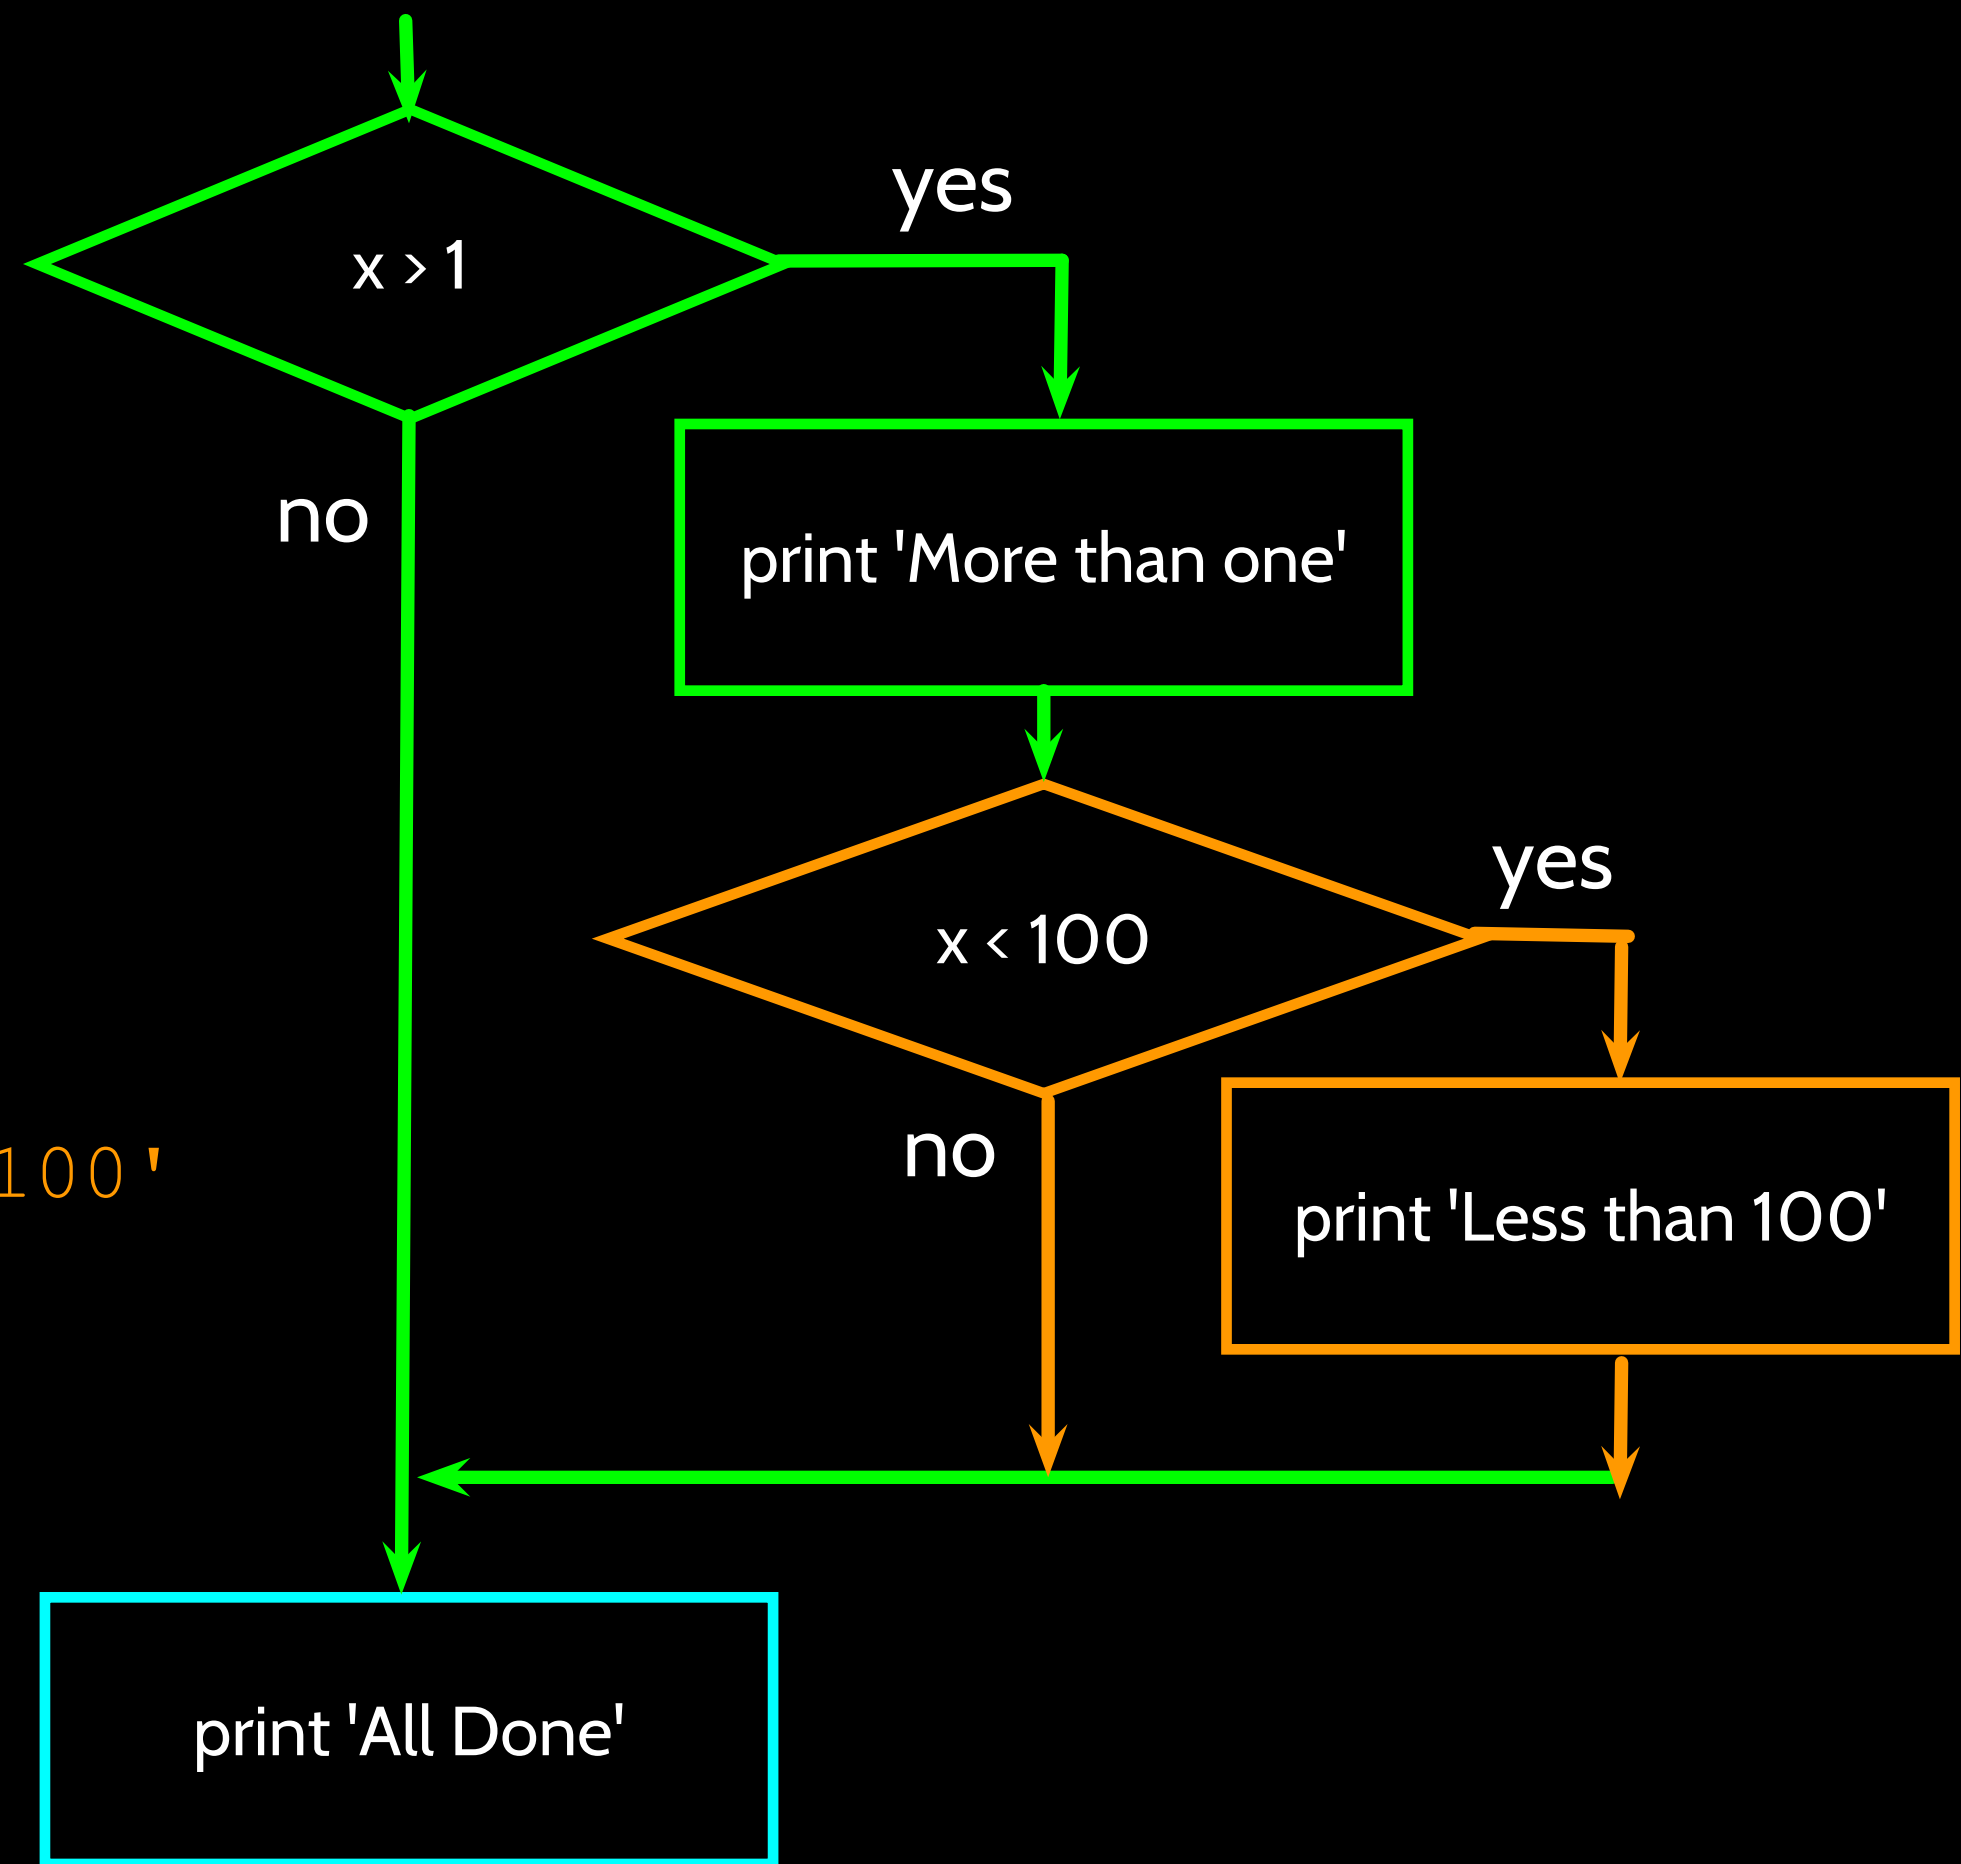 yes
x > 1
no
print 'More than one'
yes
x < 100
no
100'
print 'Less than 100'
print 'All Done'